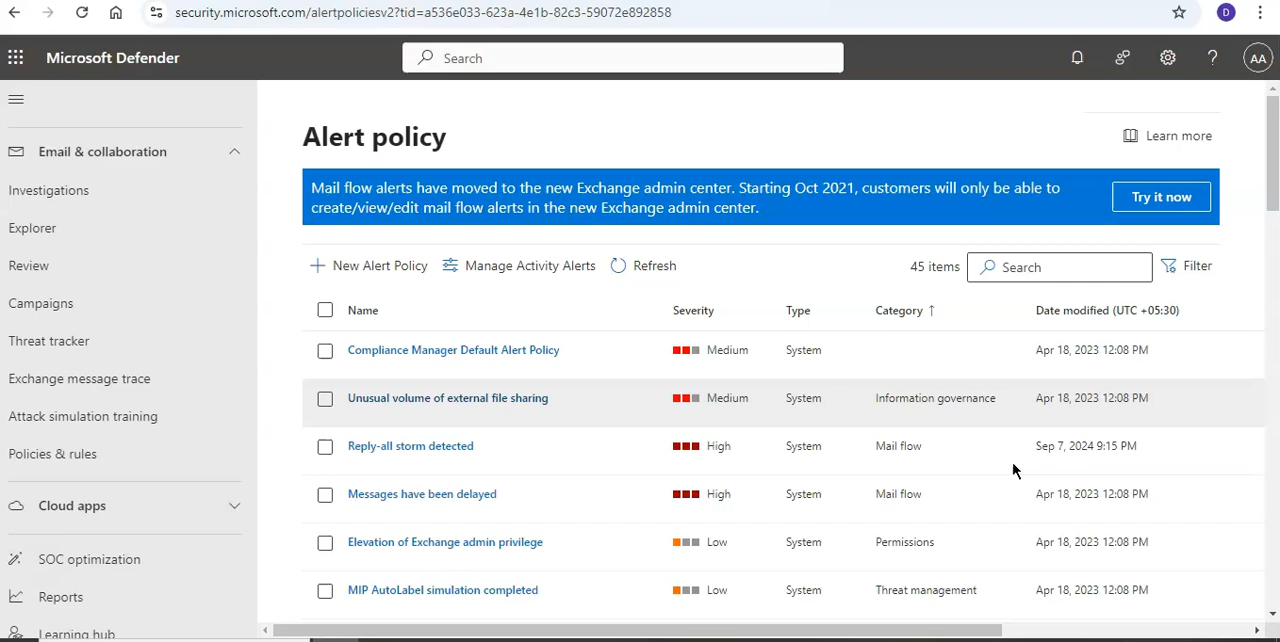 security.microsoft.com/alertpoliciesv2?tid=a536e033-623a-4e1b-82c3-59072e892858
D
Microsoft Defender
Search
?
AA
Email & collaboration
Investigations
Explorer
Review
Campaigns
Threat tracker
Exchange message trace
Attack simulation training
Policies & rules
Cloud apps
SOC optimization
Reports
Learning hub
Alert policy
Learn more
Mail flow alerts have moved to the new Exchange admin center. Starting Oct 2021, customers will only be able to
create/view/edit mail flow alerts in the new Exchange admin center.
Try it now
New Alert Policy Manage Activity Alerts Refresh 45 items Search Filter
Name Severity Type Category ↑ Date modified (UTC +05:30)
Compliance Manager Default Alert Policy Medium System Apr 18, 2023 12:08 PM
Unusual volume of external file sharing Medium System Information governance Apr 18, 2023 12:08 PM
Reply-all storm detected High System Mail flow Sep 7, 2024 9:15 PM
Messages have been delayed High System Mail flow Apr 18, 2023 12:08 PM
Elevation of Exchange admin privilege Low System Permissions Apr 18, 2023 12:08 PM
MIP AutoLabel simulation completed Low System Threat management Apr 18, 2023 12:08 PM